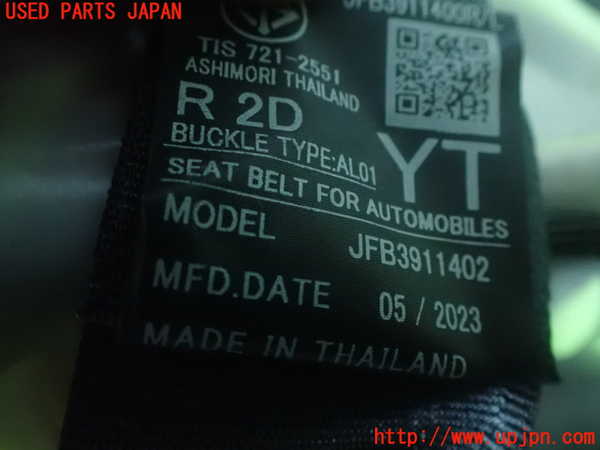 USED PARTS JAPAN
JFB3911400R/L
TIS 721-2551
ASHIMORI THAILAND
R 2D
BUCKLE TYPE:AL01
YT
SEAT BELT FOR AUTOMOBILES
MODEL JFB3911402
MFD.DATE 05 / 2023
MADE IN THAILAND
http://www.upjpn.com/